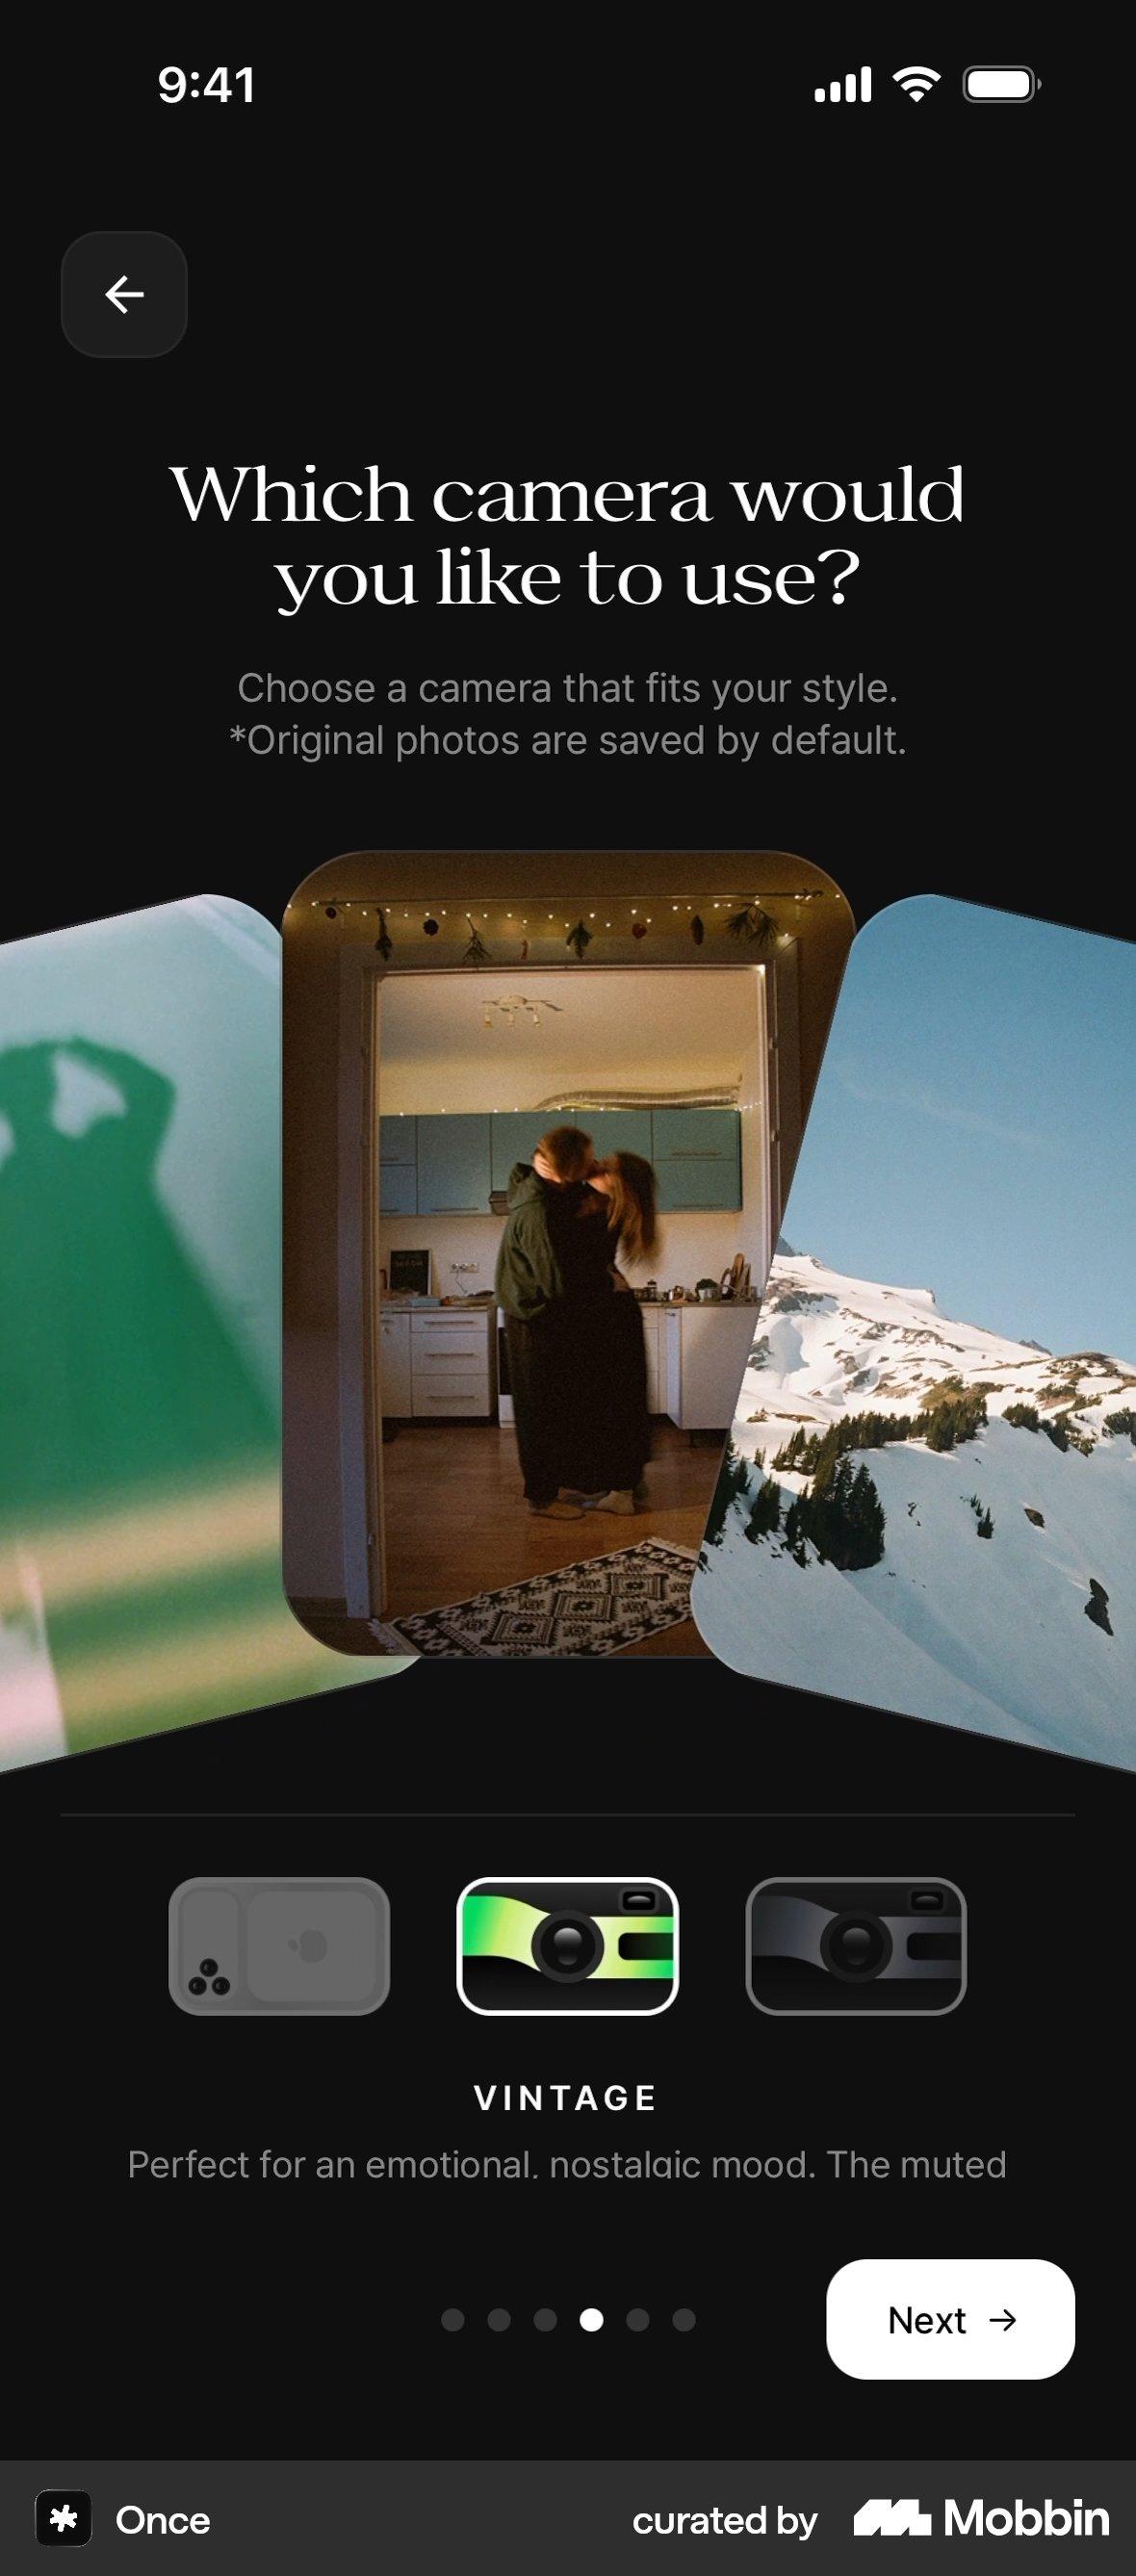 9:41
Which camera would
you like to use?
Choose a camera that fits your style.
*Original photos are saved by default.
VINTAGE
Perfect for an emotional, nostalgic mood. The muted
Next
Once
curated by Mobbin